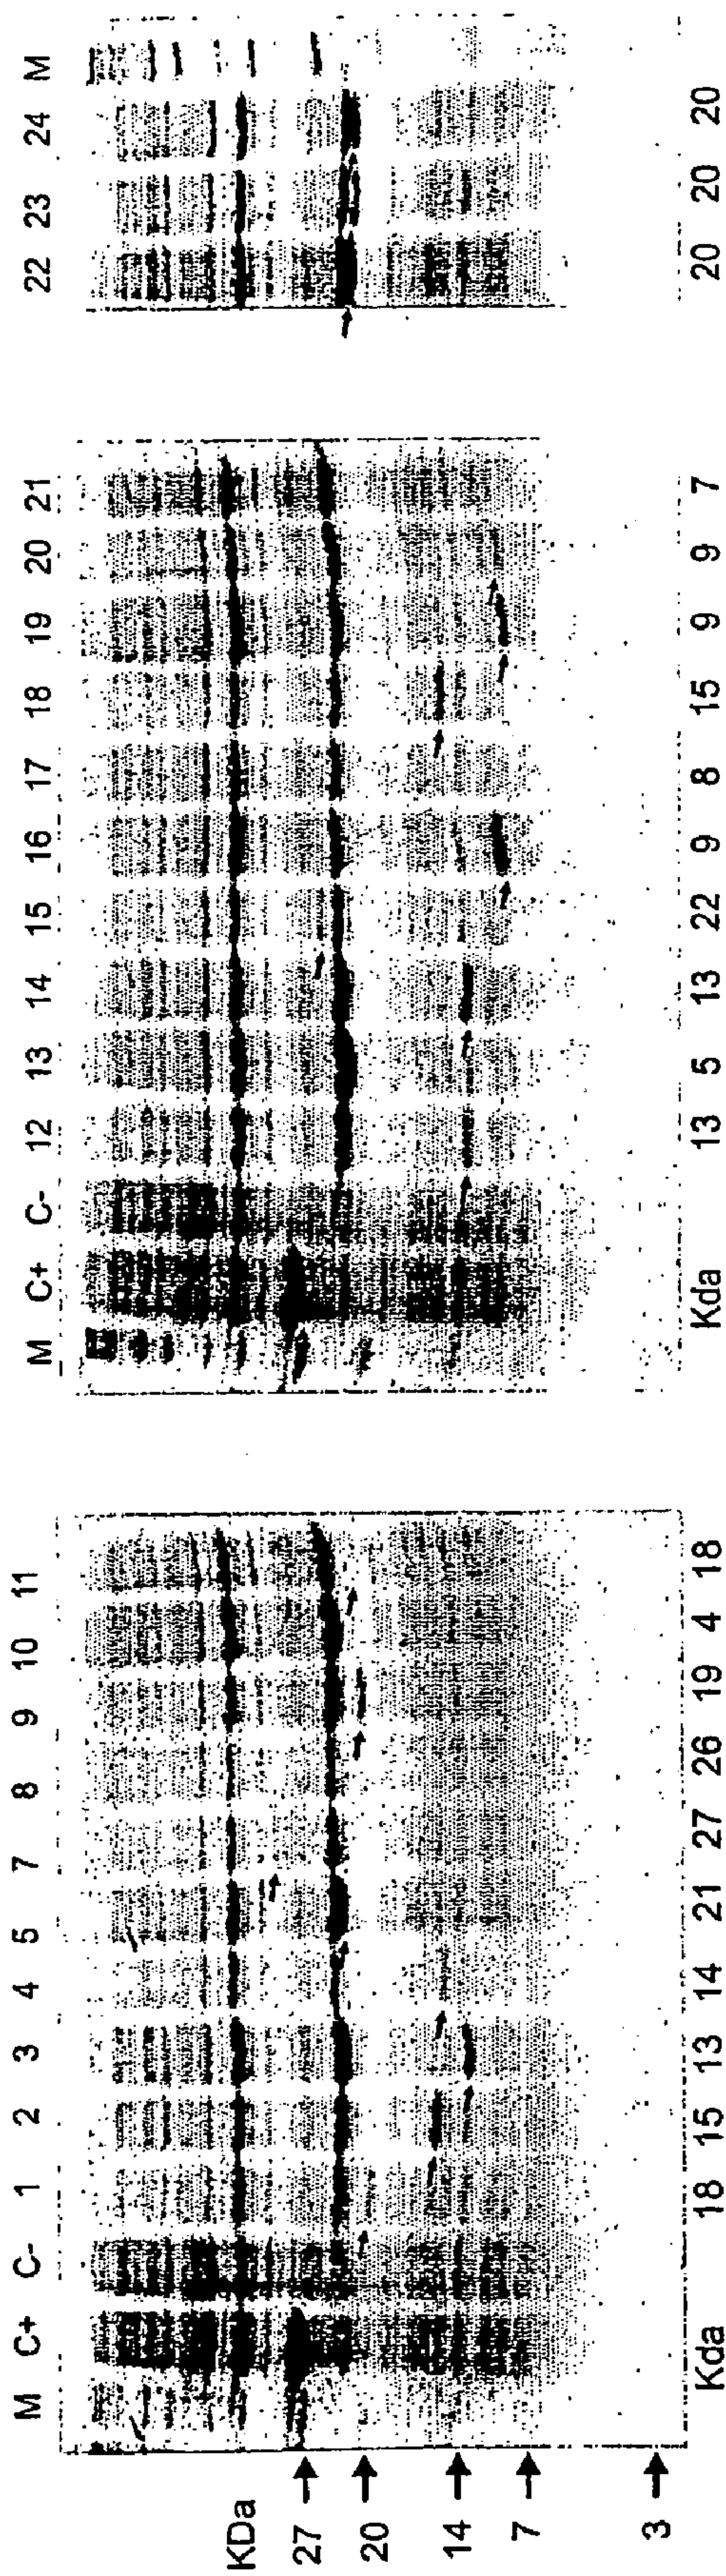 M C+ C- 1 2 3 4 5 7 8 9 10 11
KDa
27
20
14
7
3
Kda 18 15 13 14 21 27 26 19 4 18
M C+ C- 12 13 14 15 16 17 18 19 20 21
Kda 13 5 13 22 9 8 15 9 9 7
22 23 24 M
20 20 20